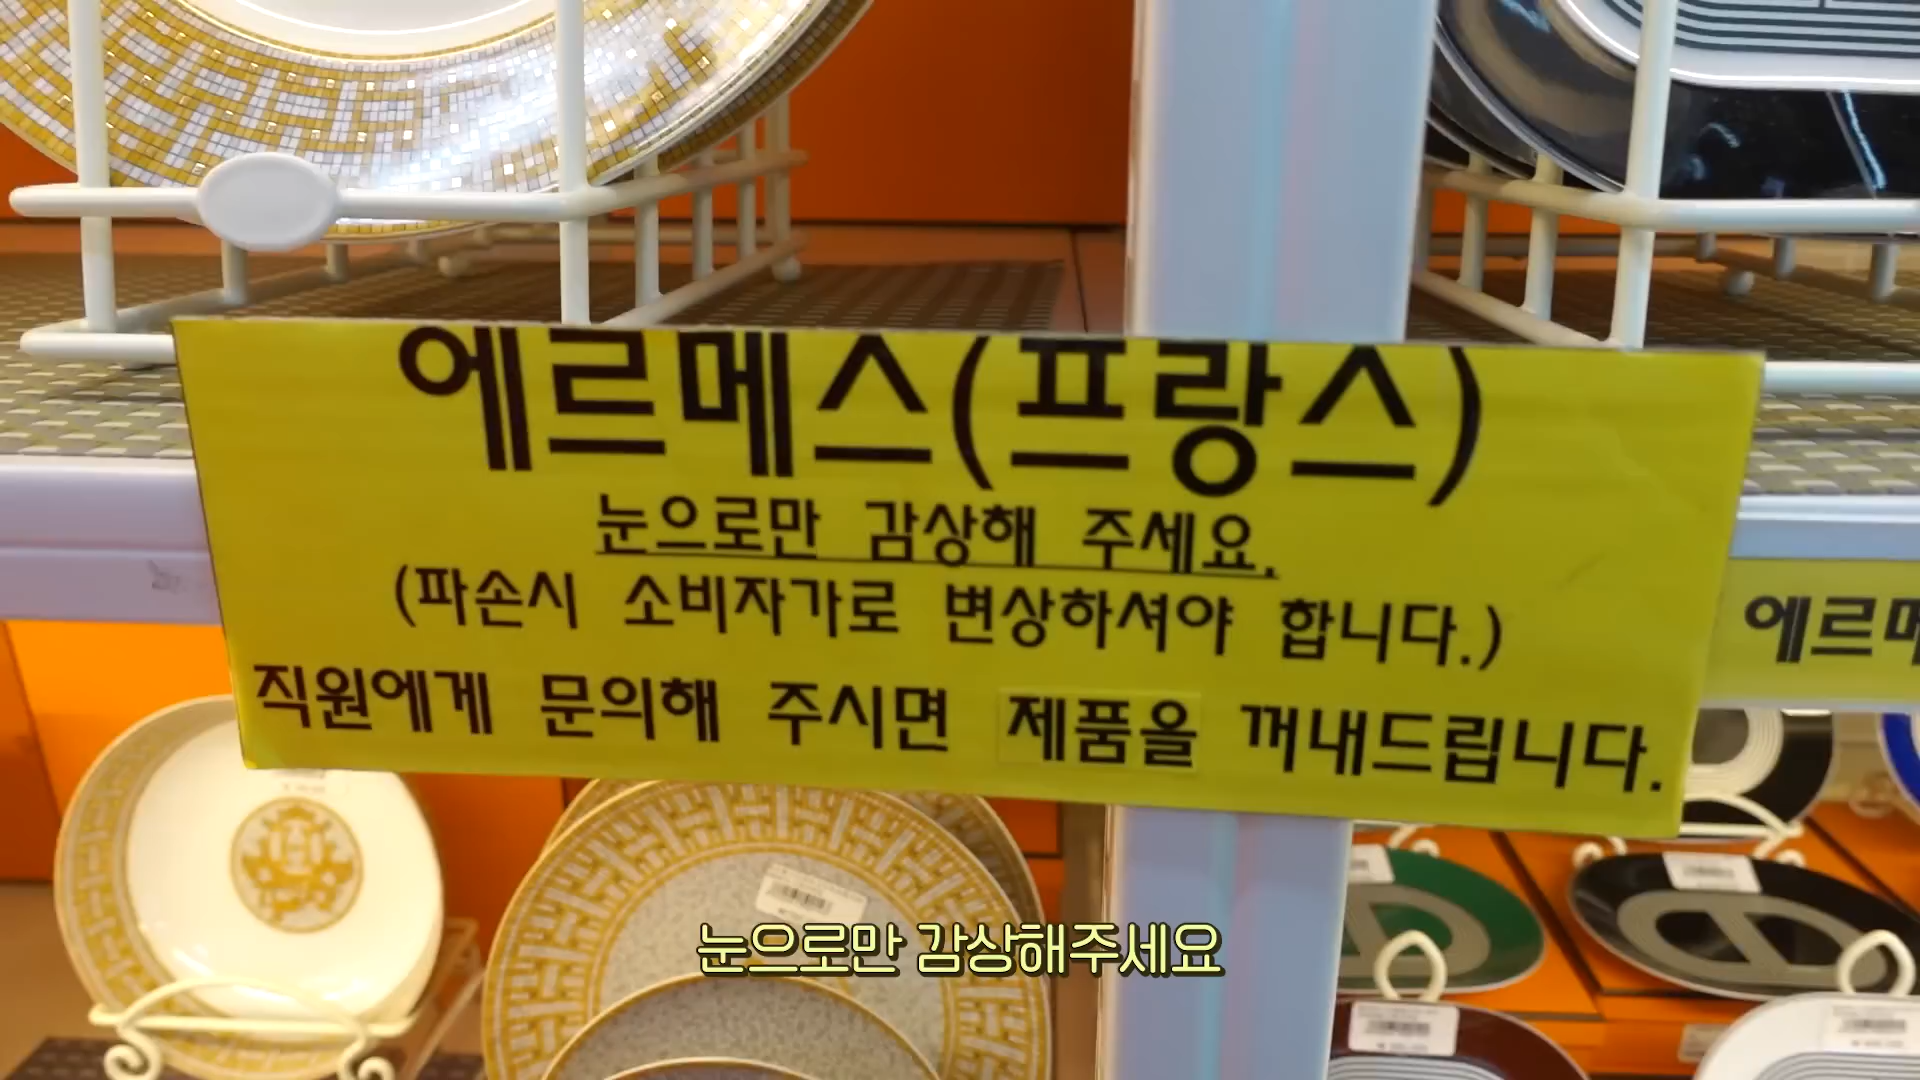 에르메스(프랑스)
눈으로만 감상해 주세요.
(파손시 소비자가로 변상하셔야 합니다.)
직원에게 문의해 주시면 제품을 꺼내드립니다.
에르메
눈으로만 감상해주세요